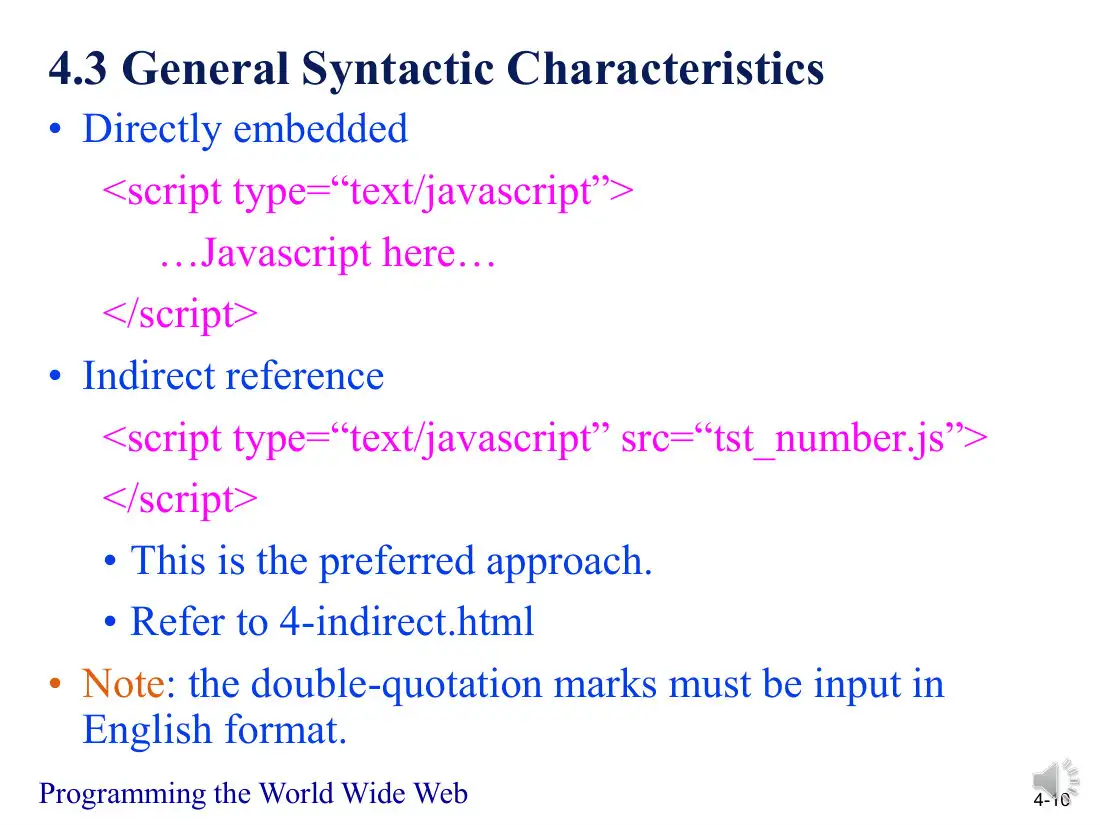 4.3 General Syntactic Characteristics
• Directly embedded
<script type=“text/javascript”>
…Javascript here…
</script>
• Indirect reference
<script type=“text/javascript” src=“tst_number.js”>
</script>
• This is the preferred approach.
• Refer to 4-indirect.html
• Note: the double-quotation marks must be input in
English format.
Programming the World Wide Web
4-10